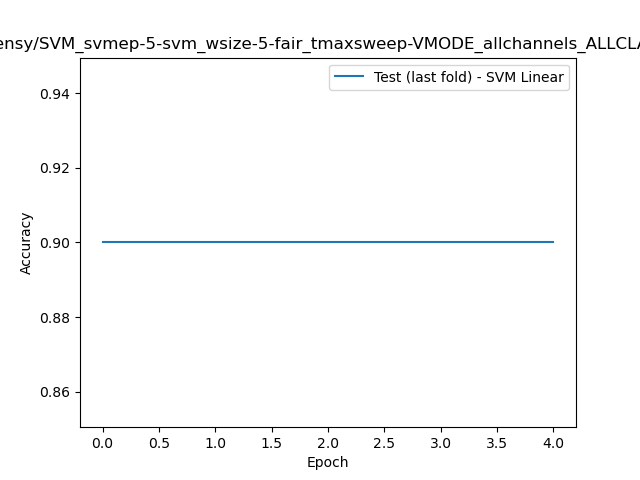 ensy/SVM_svmep-5-svm_wsize-5-fair_tmaxsweep-VMODE_allchannels_ALLCLA
Test (last fold) - SVM Linear
0.94
0.92
0.90
0.88
0.86
Accuracy
0.0 0.5 1.0 1.5 2.0 2.5 3.0 3.5 4.0
Epoch